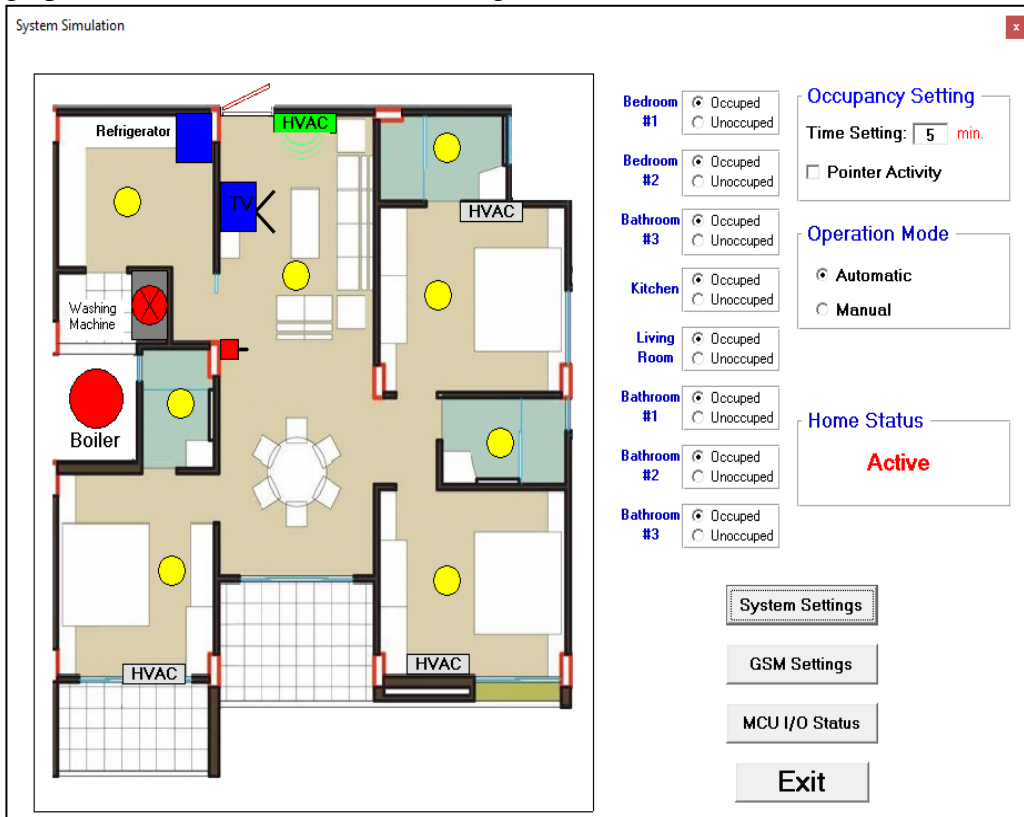 System Simulation
x
Refrigerator
HVAC
TV
HVAC
Washing
Machine
Boiler
HVAC
HVAC
Bedroom
#1
Occuped
Unoccuped
Bedroom
#2
Occuped
Unoccuped
Bathroom
#3
Occuped
Unoccuped
Kitchen
Occuped
Unoccuped
Living
Room
Occuped
Unoccuped
Bathroom
#1
Occuped
Unoccuped
Bathroom
#2
Occuped
Unoccuped
Bathroom
#3
Occuped
Unoccuped
Occupancy Setting
Time Setting: 5 min.
Pointer Activity
Operation Mode
Automatic
Manual
Home Status
Active
System Settings
GSM Settings
MCU I/O Status
Exit